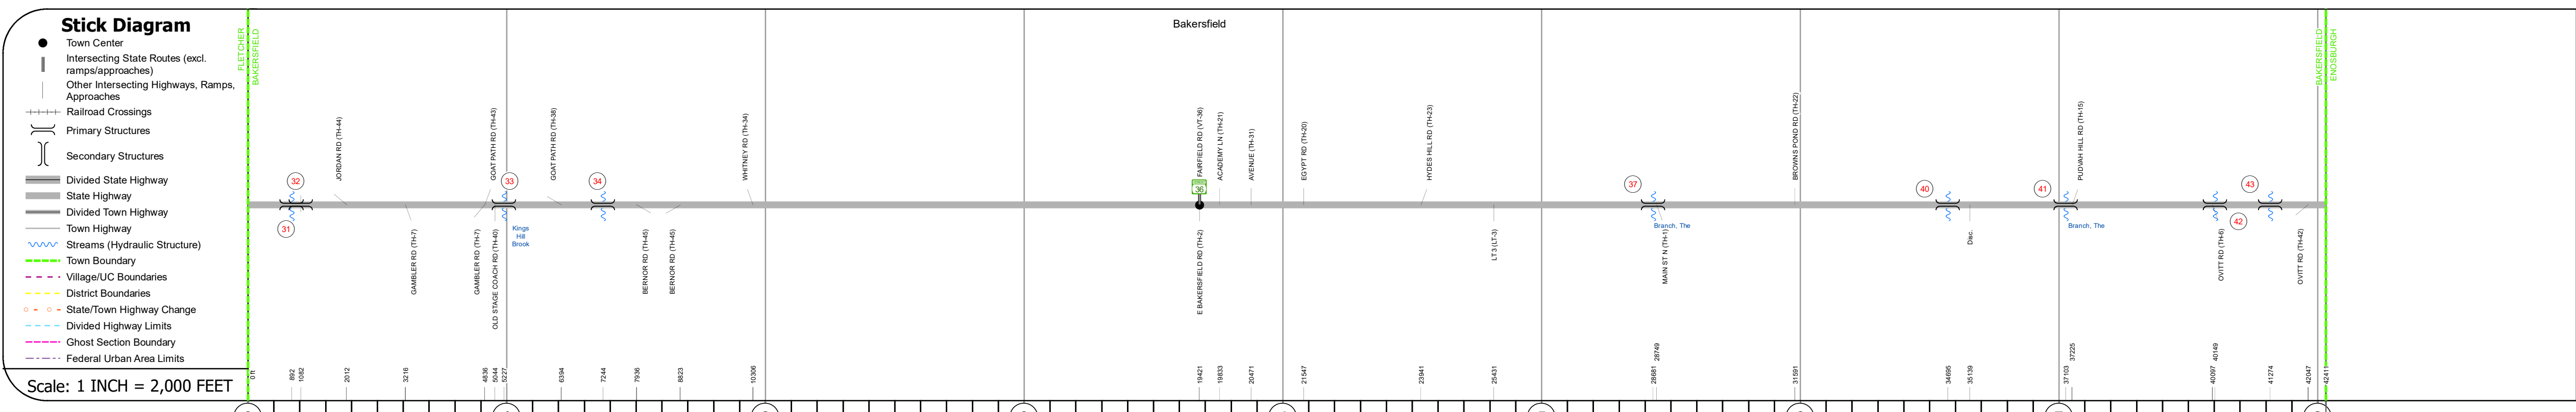 Stick Diagram
Town Center
Intersecting State Routes (excl.
ramps/approaches)
Other Intersecting Highways, Ramps,
Approaches
Railroad Crossings
Primary Structures
Secondary Structures
Divided State Highway
State Highway
Divided Town Highway
Town Highway
Streams (Hydraulic Structure)
Town Boundary
Village/UC Boundaries
District Boundaries
State/Town Highway Change
Divided Highway Limits
Ghost Section Boundary
Federal Urban Area Limits
Scale: 1 INCH = 2,000 FEET
Bakersfield
FLETCHER
BAKERSFIELD
BAKERSFIELD
ENOSBURGH
JORDAN RD (TH-44)
GOAT PATH RD (TH-43)
GOAT PATH RD (TH-38)
WHITNEY RD (TH-34)
FAIRFIELD RD (VT-36)
ACADEMY LN (TH-21)
AVENUE (TH-31)
EGYPT RD (TH-20)
HYDES HILL RD (TH-23)
BROWNS POND RD (TH-22)
PUDVAH HILL RD (TH-15)
32
33
34
36
37
40
41
43
31
42
Kings
Hill
Brook
Branch, The
Branch, The
GAMBLER RD (TH-7)
GAMBLER RD (TH-7)
OLD STAGE COACH RD(TH-40)
BERNOR RD (TH-45)
BERNOR RD (TH-45)
E BAKERSFIELD RD (TH-2)
LT3 (LT-3)
MAIN ST N (TH-1)
Disc.
OVITT RD (TH-6)
OVITT RD (TH-42)
0 ft
892
1082
2012
3216
4836
5044
5227
6394
7244
7936
8823
10306
19421
19833
20471
21547
23941
25431
28681
28749
31591
34695
35139
37103
37225
40097
40149
41274
42047
42411